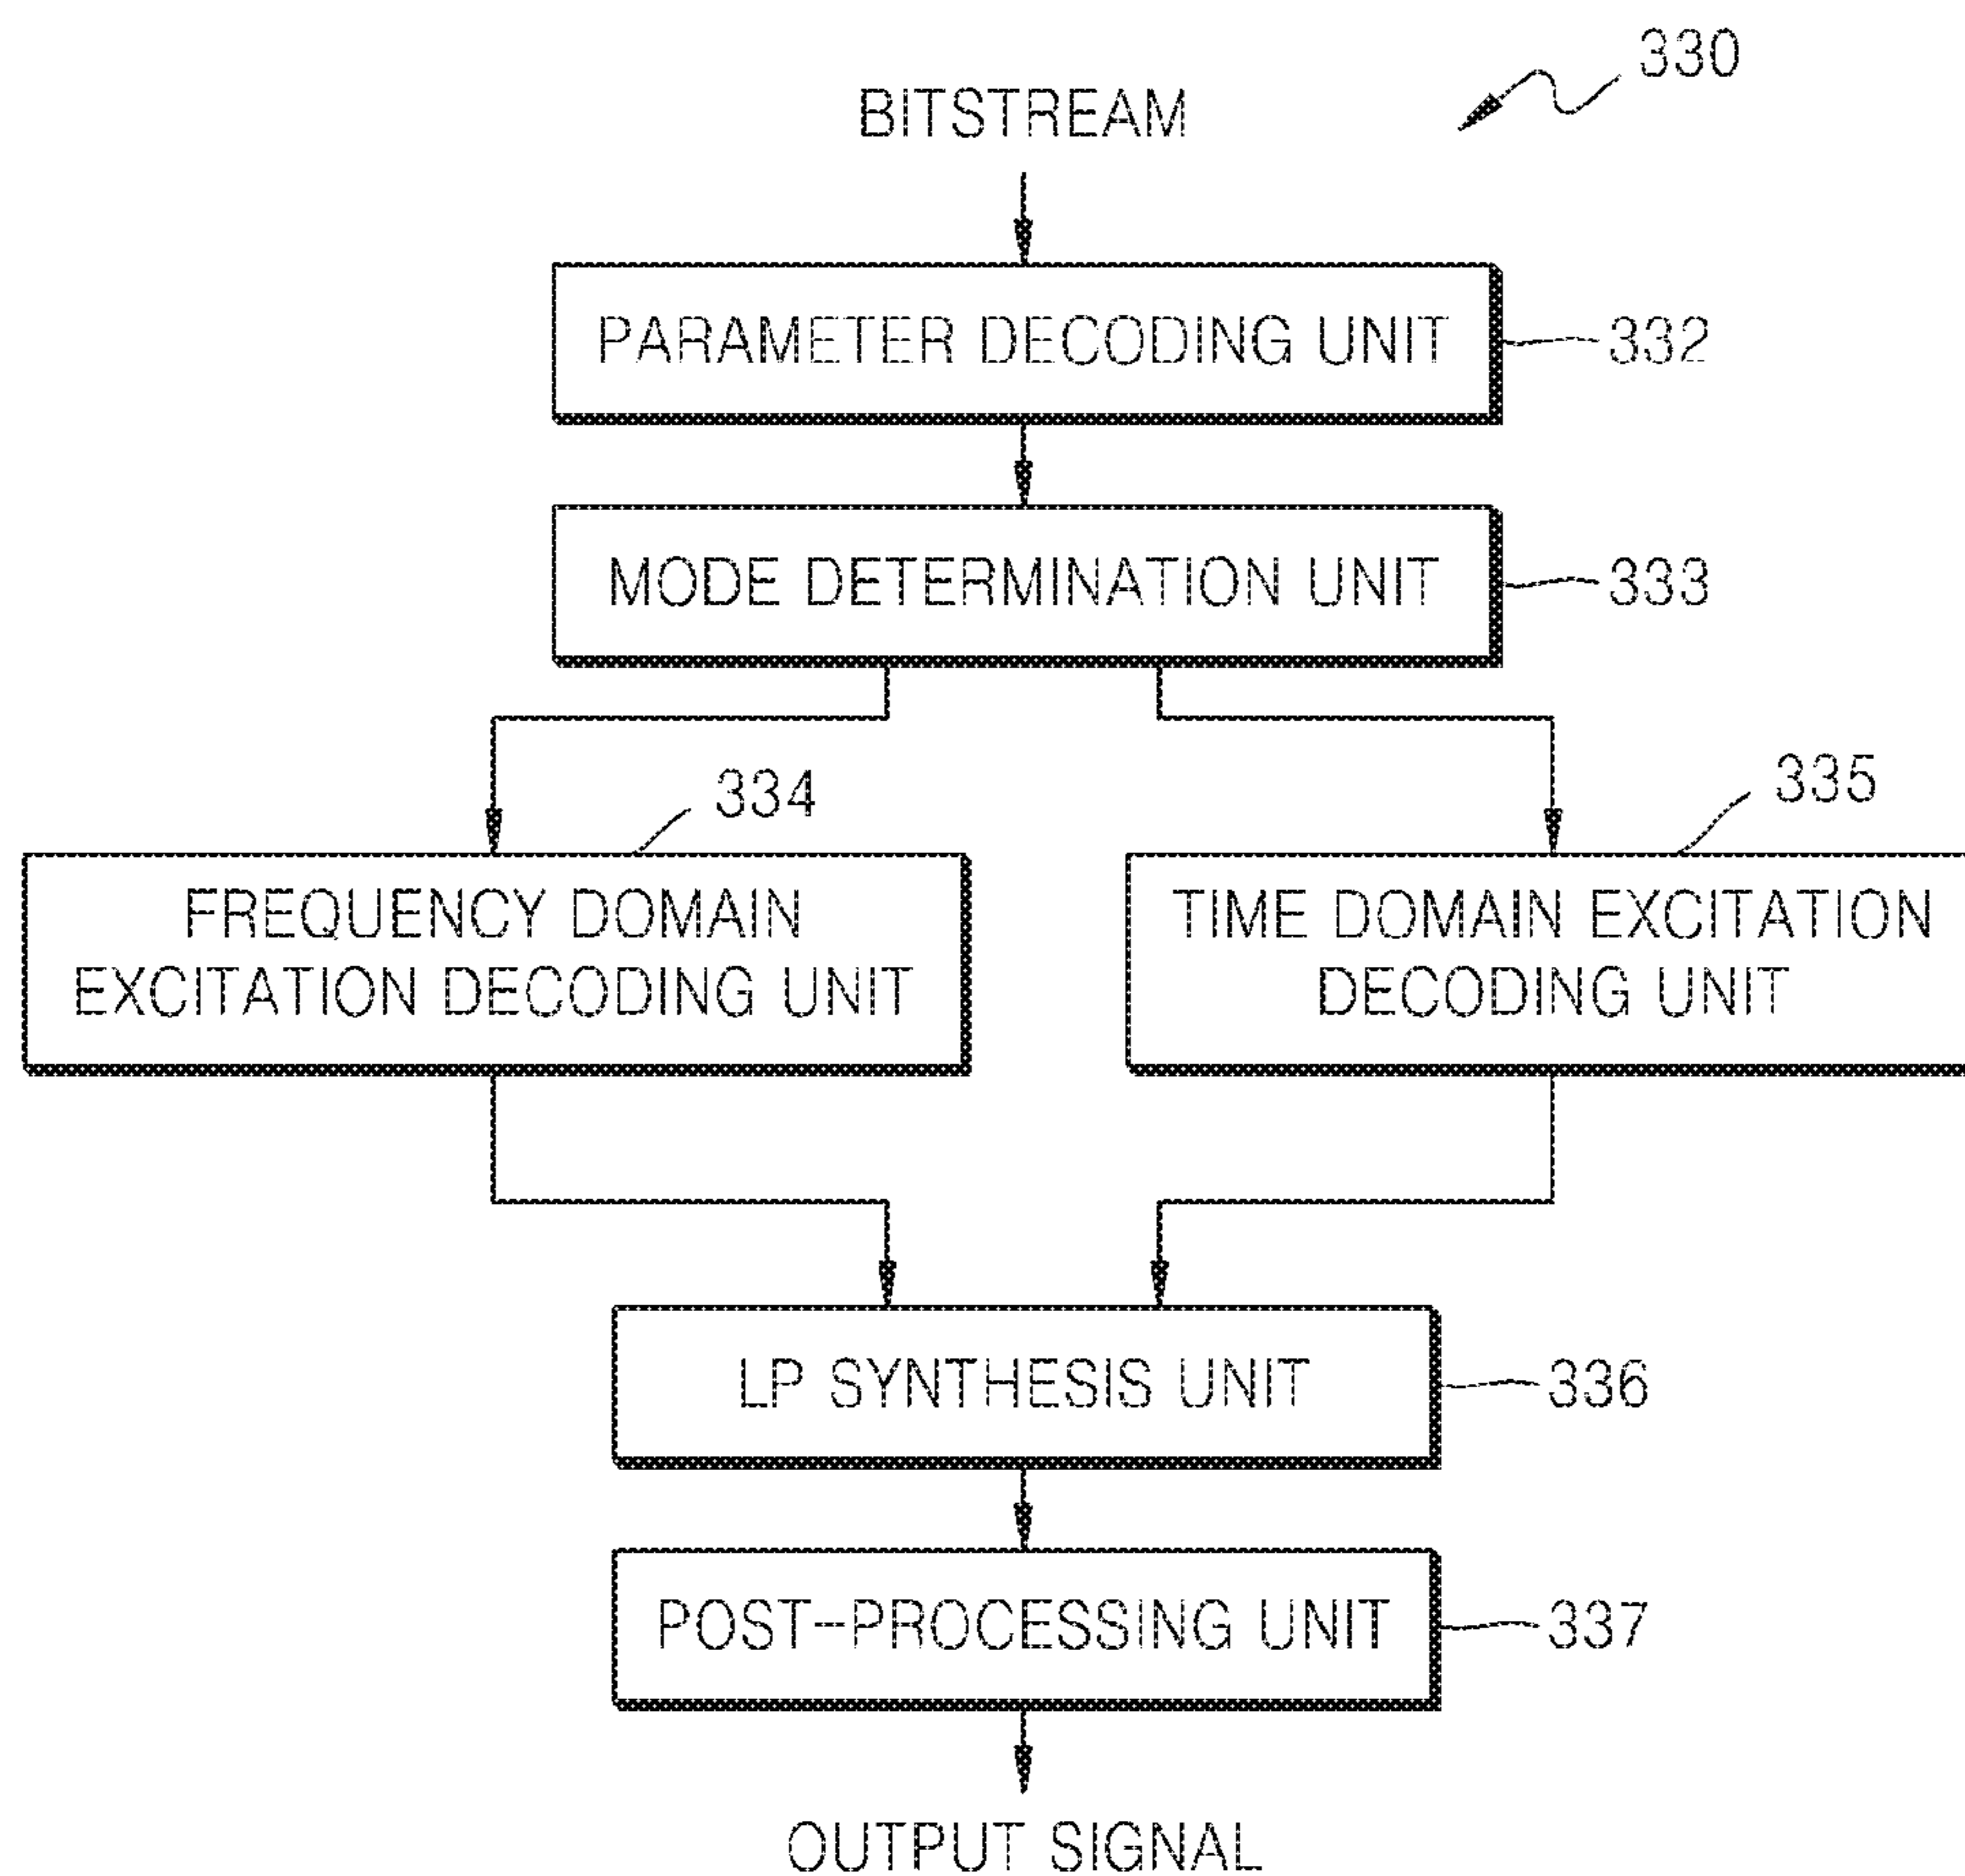 330
BITSTREAM
PARAMETER DECODING UNIT
332
MODE DETERMINATION UNIT
333
334
335
FREQUENCY DOMAIN
EXCITATION DECODING UNIT
TIME DOMAIN EXCITATION
DECODING UNIT
LP SYNTHESIS UNIT
336
POST-PROCESSING UNIT
337
OUTPUT SIGNAL